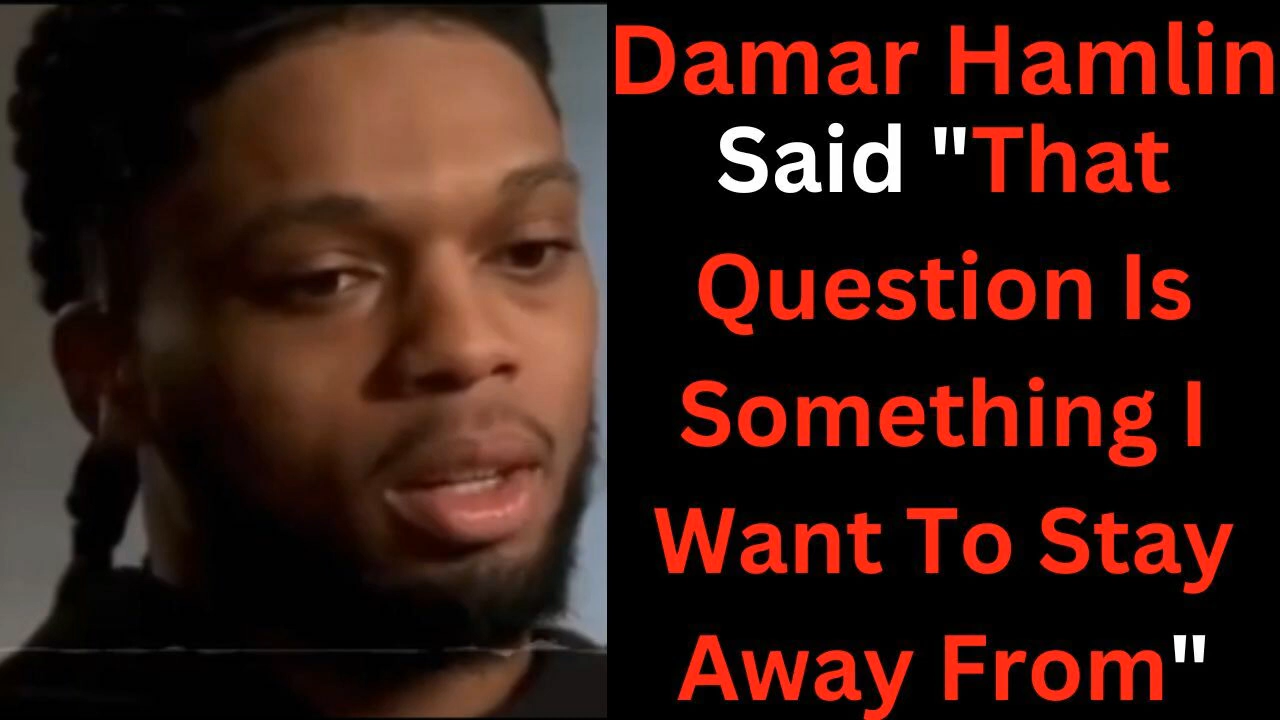 Damar Hamlin
Said "That
Question Is
Something I
Want To Stay
Away From"